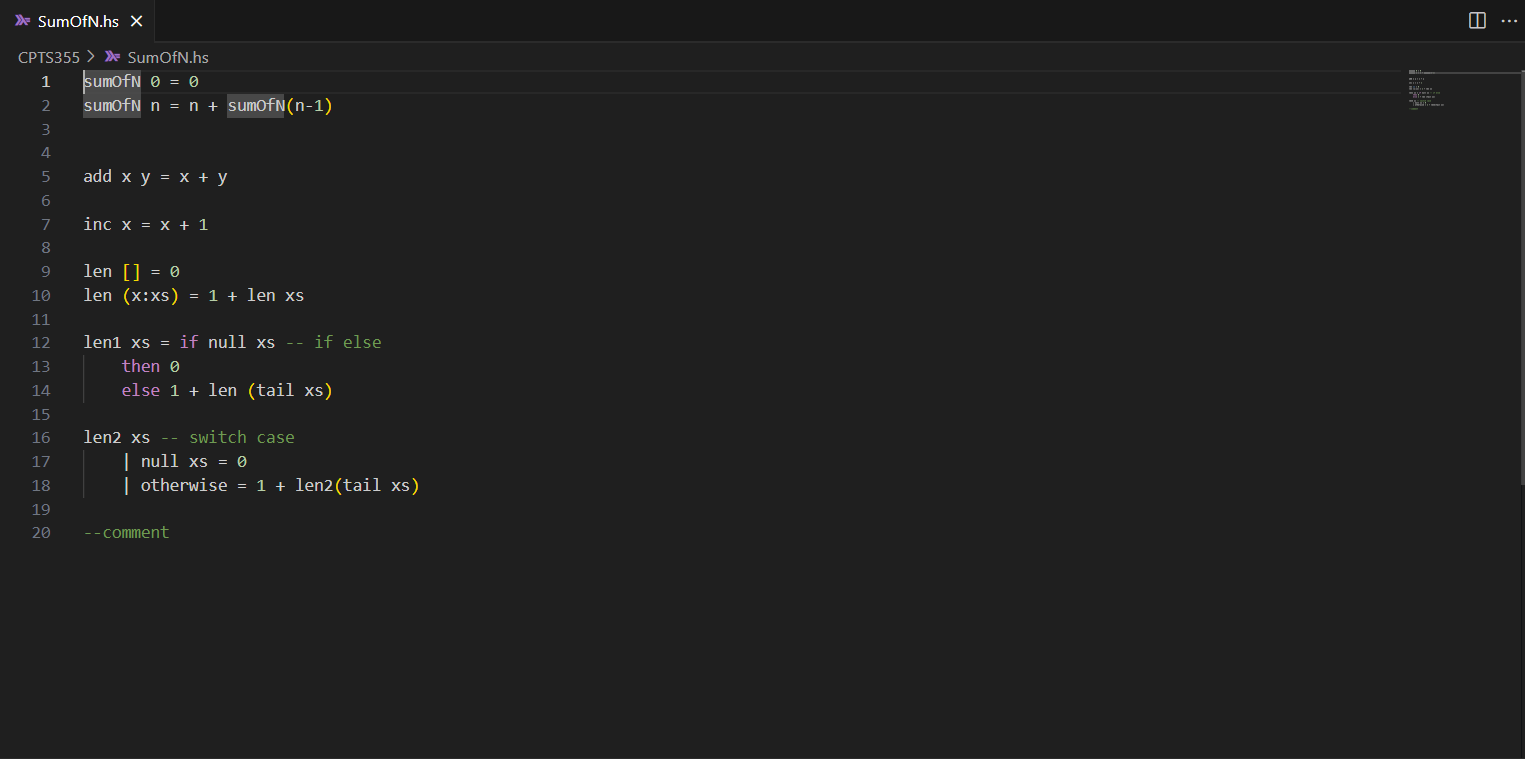 SumOfN.hs
CPTS355 > SumOfN.hs
1 sumOfN 0 = 0
2 sumOfN n = n + sumOfN(n-1)
3
4
5 add x y = x + y
6
7 inc x = x + 1
8
9 len [] = 0
10 len (x:xs) = 1 + len xs
11
12 len1 xs = if null xs -- if else
13     then 0
14     else 1 + len (tail xs)
15
16 len2 xs -- switch case
17     | null xs = 0
18     | otherwise = 1 + len2(tail xs)
19
20 --comment